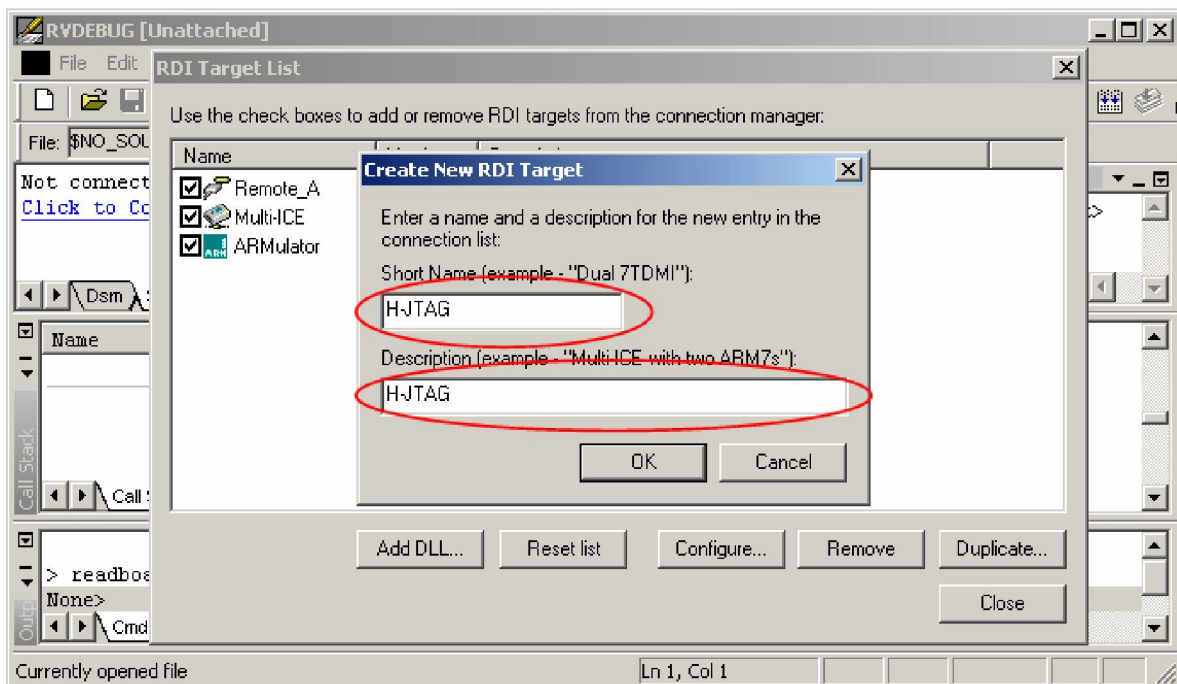 RVDEBUG [Unattached]
File Edit
RDI Target List
Use the check boxes to add or remove RDI targets from the connection manager:
File: $NO_SOU
Name
Not connect
Click to Co
Remote_A
Multi-ICE
ARMulator
Create New RDI Target
Enter a name and a description for the new entry in the
connection list:
Short Name (example - "Dual 7TDMI"):
H-JTAG
Description (example - "Multi-ICE with two ARM7s"):
H-JTAG
OK Cancel
Dsm
Name
Call Stack
Call
Add DLL... Reset list Configure... Remove Duplicate...
Close
> readboa
None>
Outp
Cmd
Currently opened file
Ln 1, Col 1